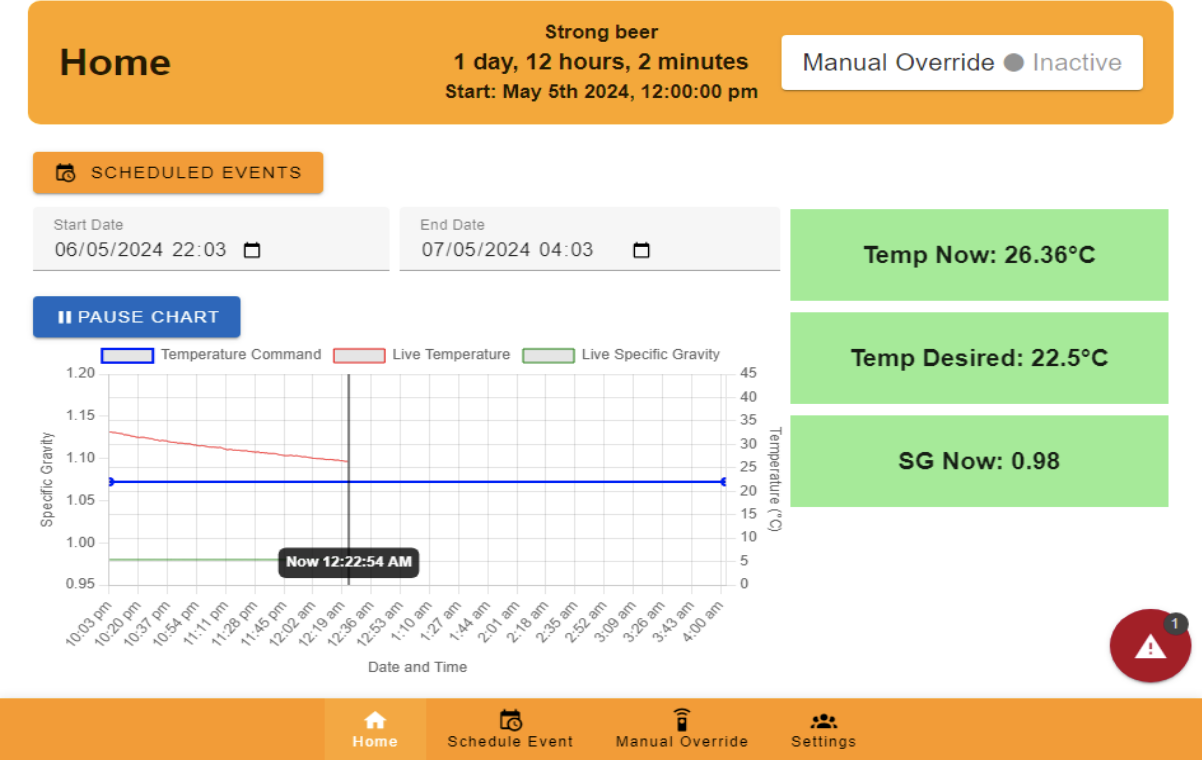 Home
Strong beer
1 day, 12 hours, 2 minutes
Start: May 5th 2024, 12:00:00 pm
Manual Override Inactive
SCHEDULED EVENTS
Start Date
06/05/2024 22:03
End Date
07/05/2024 04:03
Temp Now: 26.36°C
Temp Desired: 22.5°C
SG Now: 0.98
PAUSE CHART
Temperature Command Live Temperature Live Specific Gravity
Specific Gravity
1.20
1.15
1.10
1.05
1.00
0.95
45
40
35
30
25
20
15
10
5
0
Temperature (°C)
Now 12:22:54 AM
10:03 pm
10:20 pm
10:37 pm
10:54 pm
11:11 pm
11:28 pm
11:45 pm
12:02 am
12:19 am
12:36 am
12:53 am
1:10 am
1:27 am
1:44 am
2:01 am
2:18 am
2:35 am
2:52 am
3:09 am
3:26 am
3:43 am
4:00 am
Date and Time
1
Home
Schedule Event
Manual Override
Settings